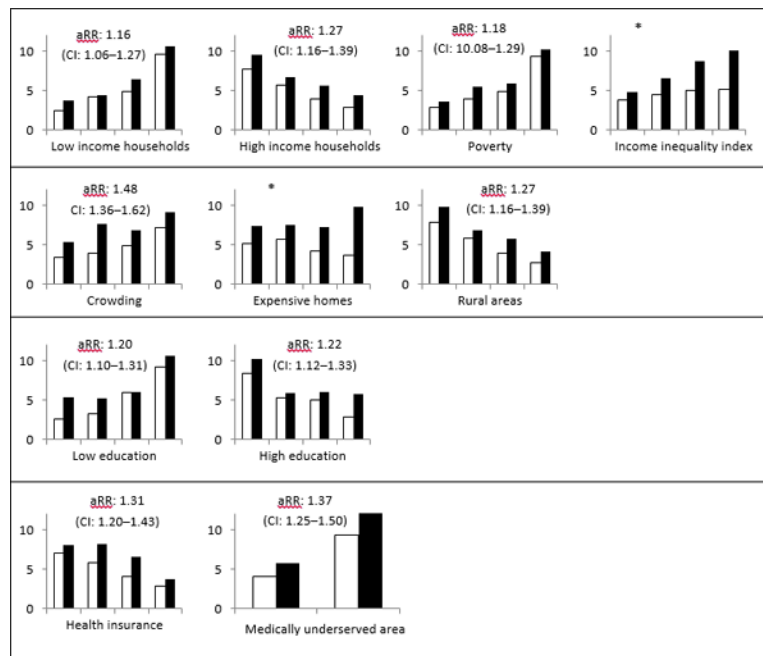 aRR: 1.16
(CI: 1.06–1.27)
10
5
0
Low income households
aRR: 1.27
(CI: 1.16–1.39)
10
5
0
High income households
aRR: 1.18
(CI: 10.08–1.29)
10
5
0
Poverty
*
10
5
0
Income inequality index
aRR: 1.48
CI: 1.36–1.62)
10
5
0
Crowding
*
10
5
0
Expensive homes
aRR: 1.27
(CI: 1.16–1.39)
10
5
0
Rural areas
aRR: 1.20
(CI: 1.10–1.31)
10
5
0
Low education
aRR: 1.22
(CI: 1.12–1.33)
10
5
0
High education
aRR: 1.31
(CI: 1.20–1.43)
10
5
0
Health insurance
aRR: 1.37
(CI: 1.25–1.50)
10
5
0
Medically underserved area